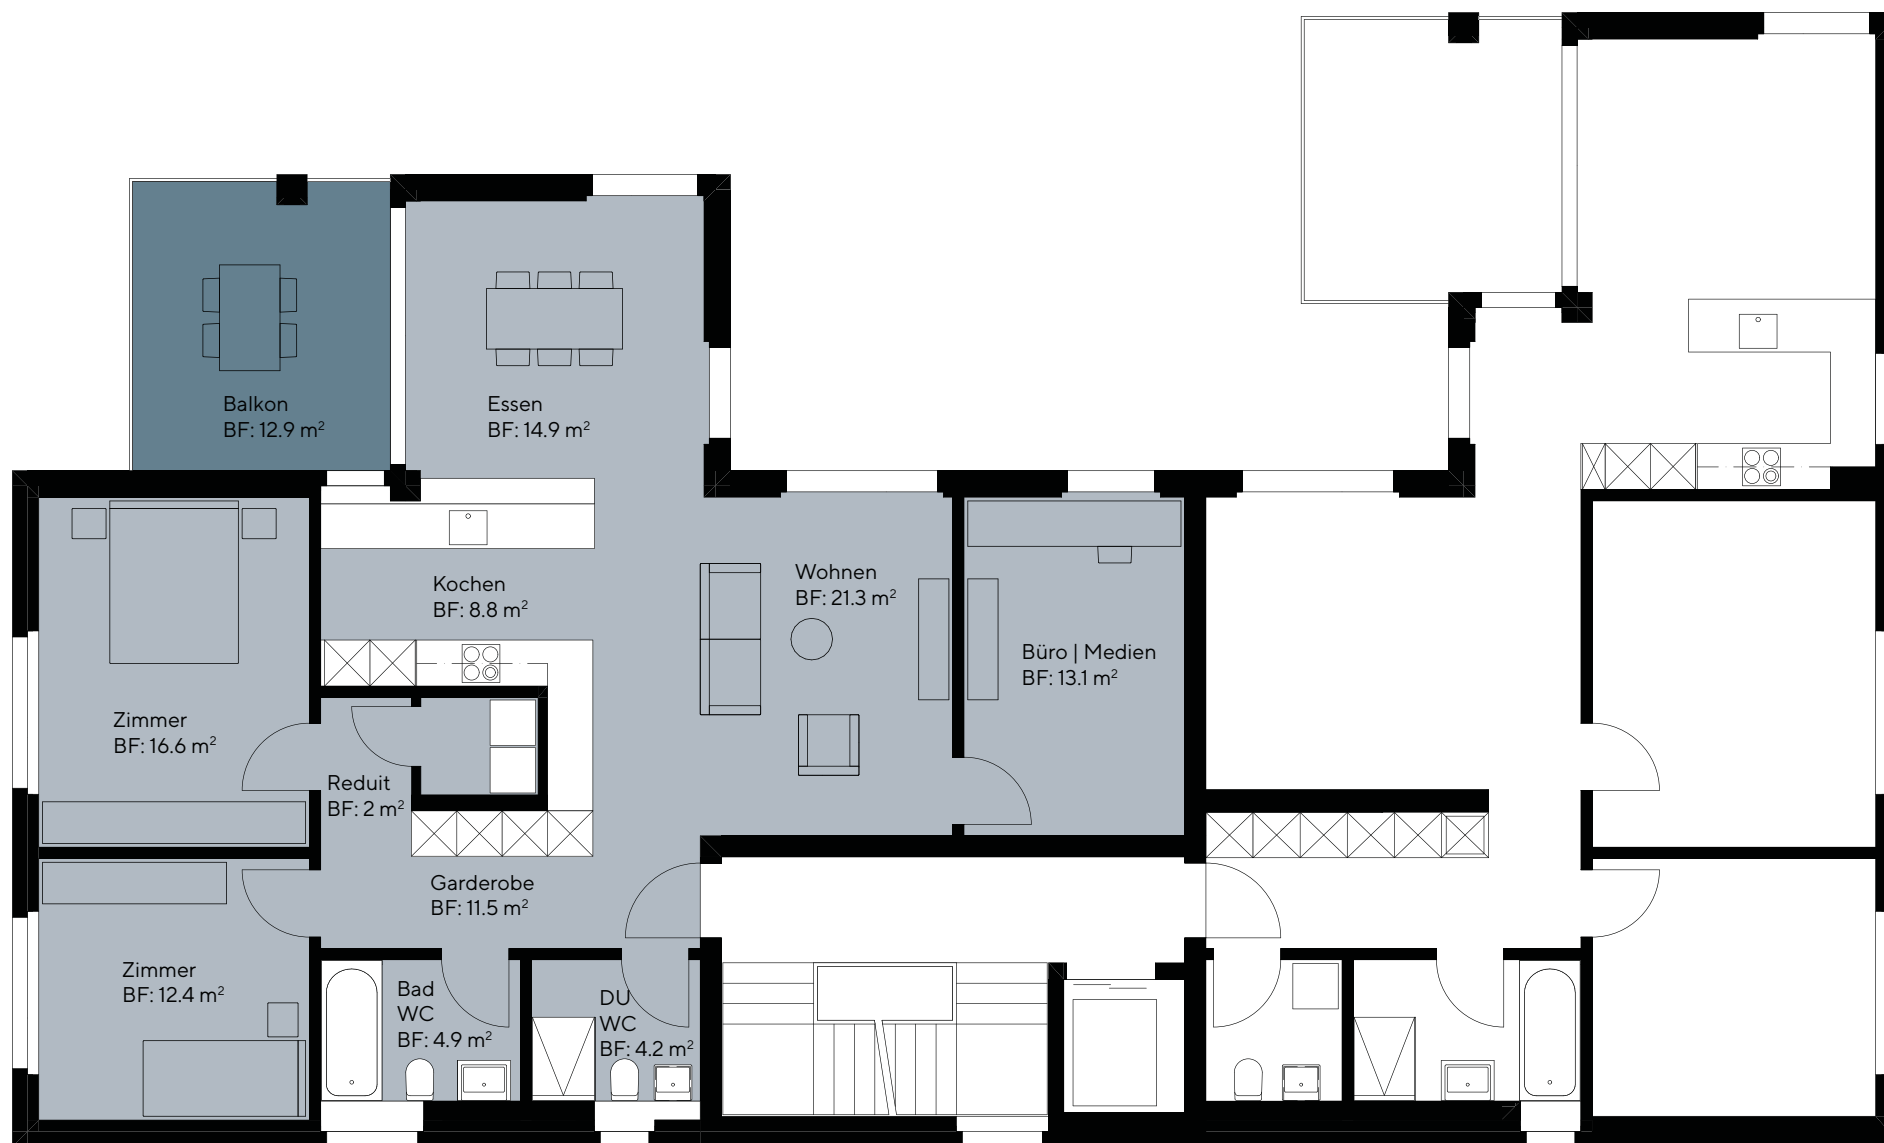 Balkon
BF: 12.9 m²
Essen
BF: 14.9 m²
Kochen
BF: 8.8 m²
Wohnen
BF: 21.3 m²
Büro | Medien
BF: 13.1 m²
Zimmer
BF: 16.6 m²
Reduit
BF: 2 m²
Garderobe
BF: 11.5 m²
Zimmer
BF: 12.4 m²
Bad
WC
BF: 4.9 m²
DU
WC
BF: 4.2 m²